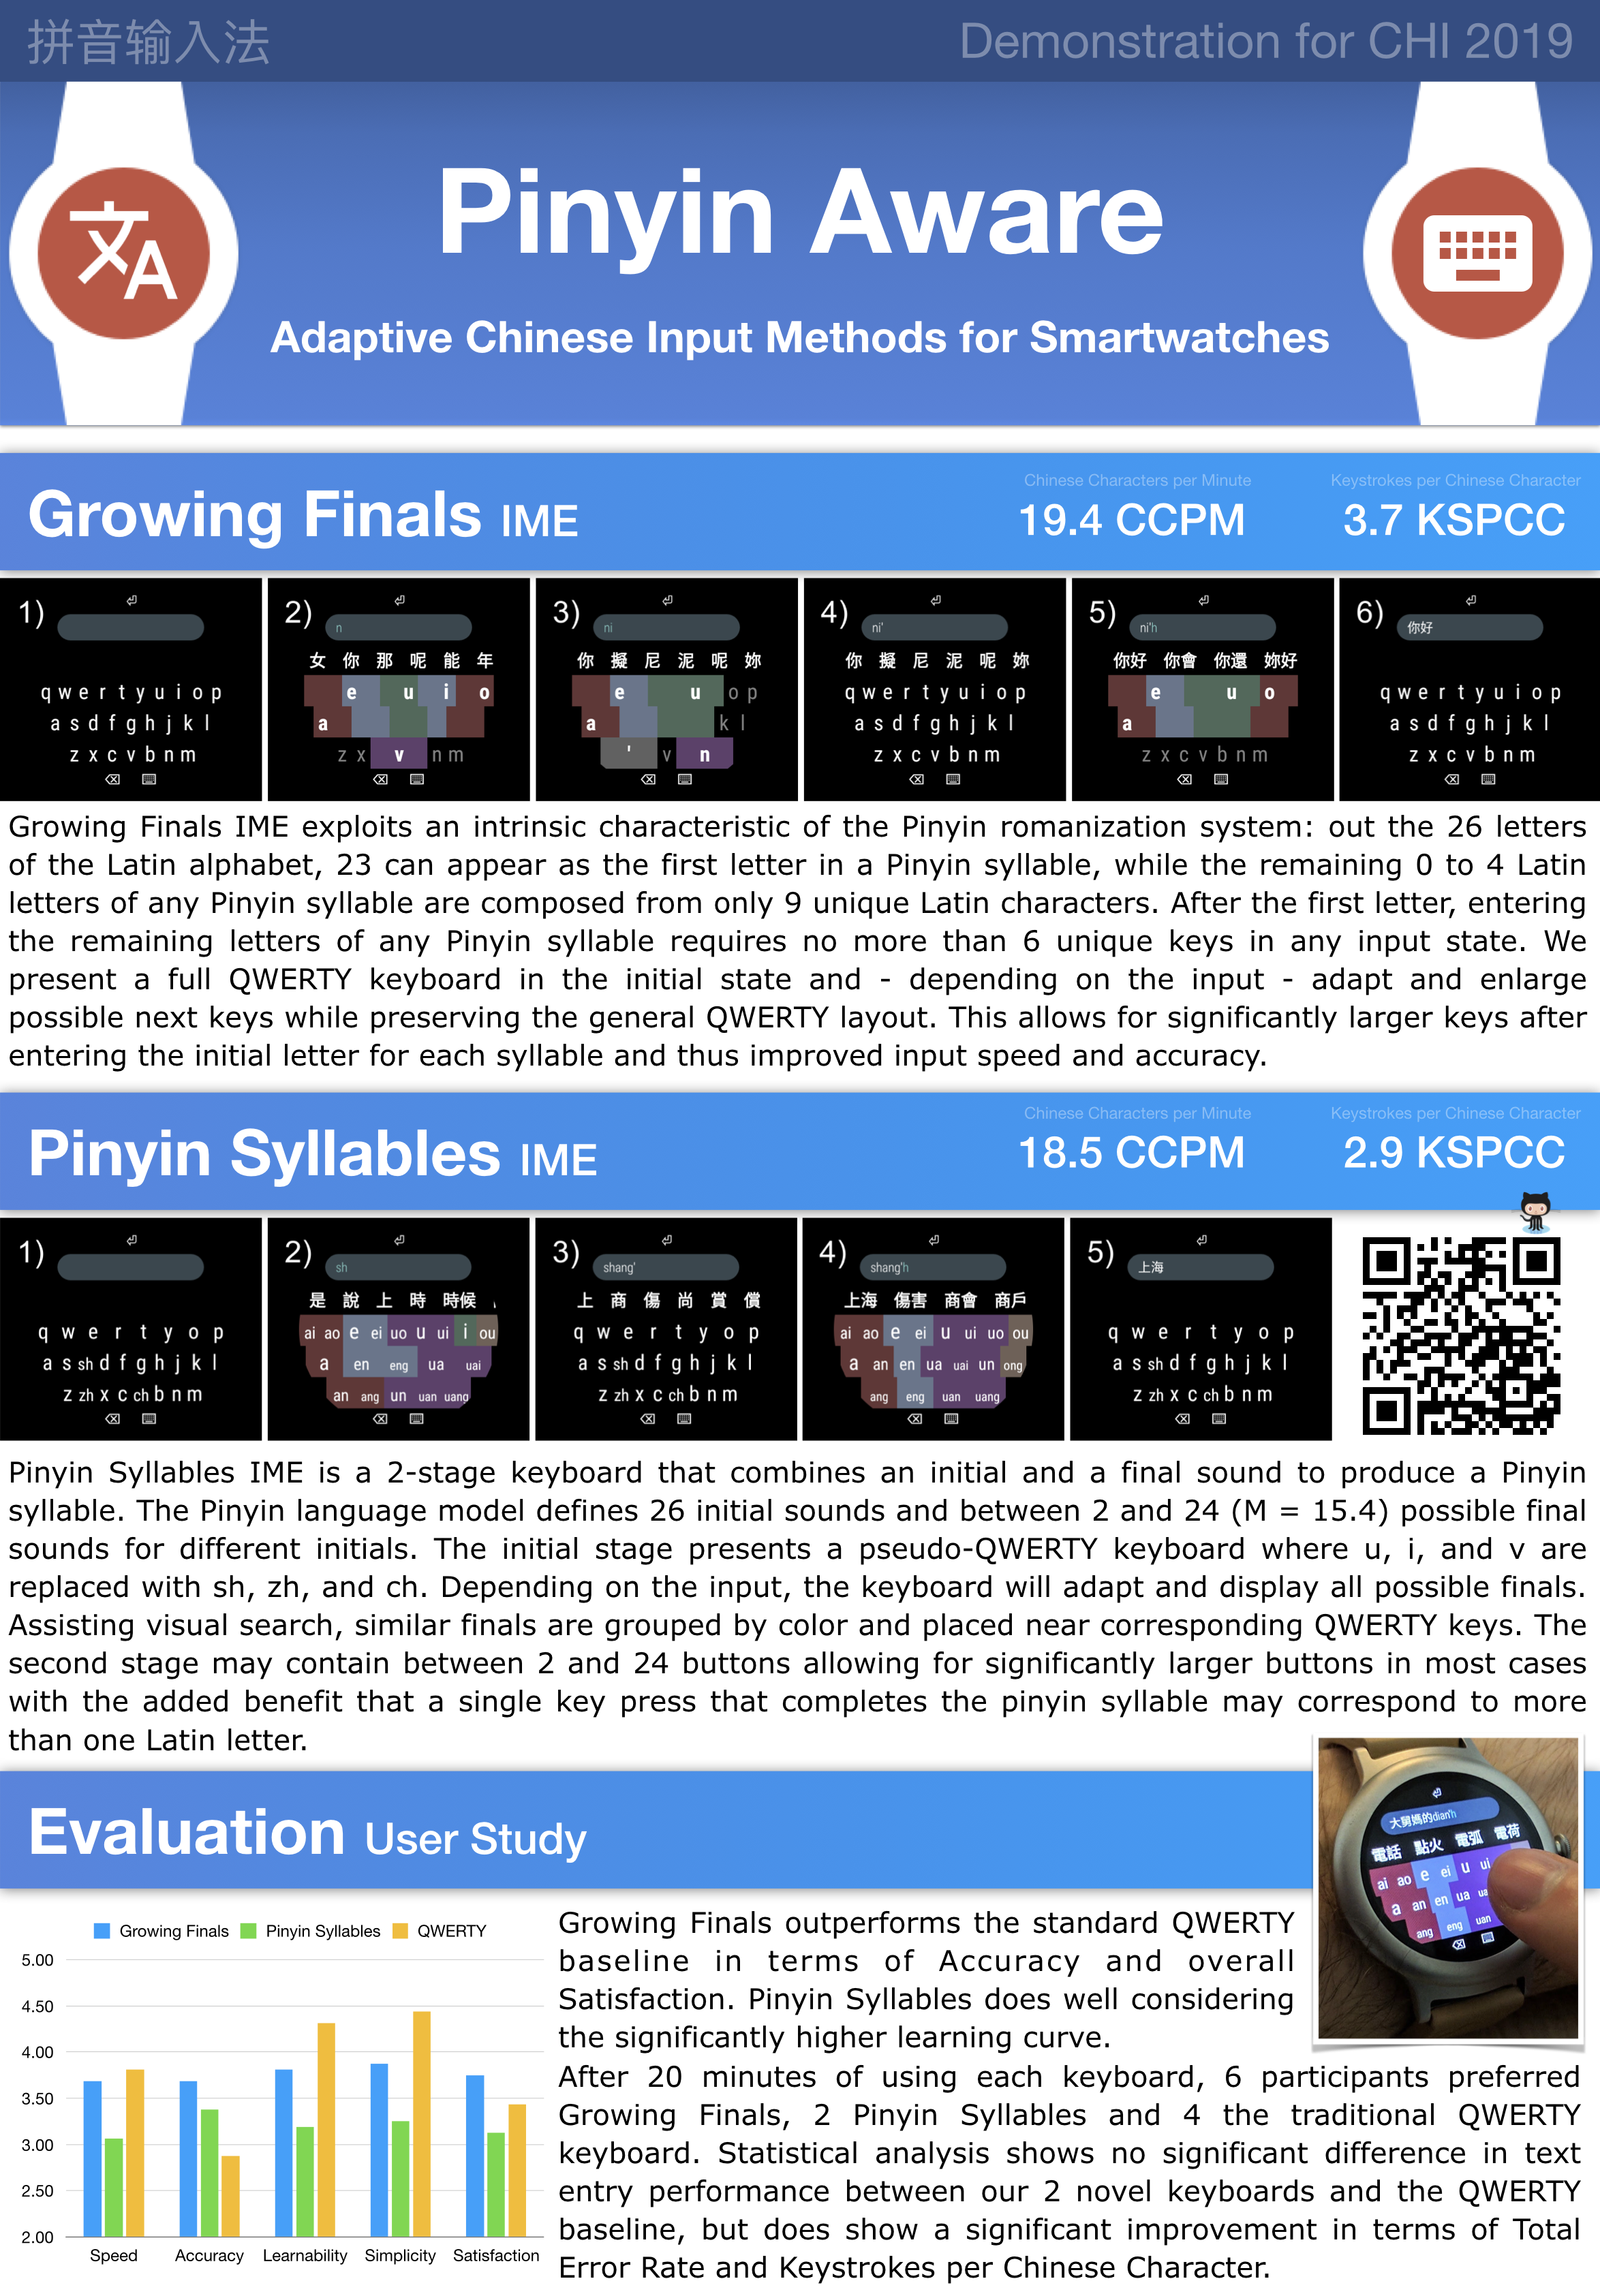 拼音输入法
Demonstration for CHI 2019
文A
Pinyin Aware
Adaptive Chinese Input Methods for Smartwatches
Growing Finals IME
Chinese Characters per Minute
19.4 CCPM
Keystrokes per Chinese Character
3.7 KSPCC
1)
q w e r t y u i o p
a s d f g h j k l
z x c v b n m
2)
n
女 你 那 呢 能 年
e u i o
a
z x v n m
3)
ni
你 擬 尼 泥 呢 妳
e u o p
a k l
' v n
4)
ni'
你 擬 尼 泥 呢 妳
q w e r t y u i o p
a s d f g h j k l
z x c v b n m
5)
ni'h
你好 你會 你還 妳好
e u o
a
z x c v b n m
6)
你好
q w e r t y u i o p
a s d f g h j k l
z x c v b n m
Growing Finals IME exploits an intrinsic characteristic of the Pinyin romanization system: out the 26 letters
of the Latin alphabet, 23 can appear as the first letter in a Pinyin syllable, while the remaining 0 to 4 Latin
letters of any Pinyin syllable are composed from only 9 unique Latin characters. After the first letter, entering
the remaining letters of any Pinyin syllable requires no more than 6 unique keys in any input state. We
present a full QWERTY keyboard in the initial state and - depending on the input - adapt and enlarge
possible next keys while preserving the general QWERTY layout. This allows for significantly larger keys after
entering the initial letter for each syllable and thus improved input speed and accuracy.
Pinyin Syllables IME
Chinese Characters per Minute
18.5 CCPM
Keystrokes per Chinese Character
2.9 KSPCC
1)
q w e r t y o p
a s sh d f g h j k l
z zh x c ch b n m
2)
sh
是 說 上 時 時候
ai ao e ei uo u ui i ou
a en eng ua uai
an ang un uan uang
3)
shang'
上 商 傷 尚 賞 償
q w e r t y o p
a s sh d f g h j k l
z zh x c ch b n m
4)
shang'h
上海 傷害 商會 商戶
ai ao e ei u ui uo ou
a an en ua uai un ong
ang eng uan uang
5)
上海
q w e r t y o p
a s sh d f g h j k l
z zh x c ch b n m
Pinyin Syllables IME is a 2-stage keyboard that combines an initial and a final sound to produce a Pinyin
syllable. The Pinyin language model defines 26 initial sounds and between 2 and 24 (M = 15.4) possible final
sounds for different initials. The initial stage presents a pseudo-QWERTY keyboard where u, i, and v are
replaced with sh, zh, and ch. Depending on the input, the keyboard will adapt and display all possible finals.
Assisting visual search, similar finals are grouped by color and placed near corresponding QWERTY keys. The
second stage may contain between 2 and 24 buttons allowing for significantly larger buttons in most cases
with the added benefit that a single key press that completes the pinyin syllable may correspond to more
than one Latin letter.
Evaluation User Study
大舅媽的dian'h
電話 點火 電弧 電荷
ai ao e ei u ui
a an en ua
ang eng uan
Growing Finals Pinyin Syllables QWERTY
5.00
4.50
4.00
3.50
3.00
2.50
2.00
Speed Accuracy Learnability Simplicity Satisfaction
Growing Finals outperforms the standard QWERTY
baseline in terms of Accuracy and overall
Satisfaction. Pinyin Syllables does well considering
the significantly higher learning curve.
After 20 minutes of using each keyboard, 6 participants preferred
Growing Finals, 2 Pinyin Syllables and 4 the traditional QWERTY
keyboard. Statistical analysis shows no significant difference in text
entry performance between our 2 novel keyboards and the QWERTY
baseline, but does show a significant improvement in terms of Total
Error Rate and Keystrokes per Chinese Character.